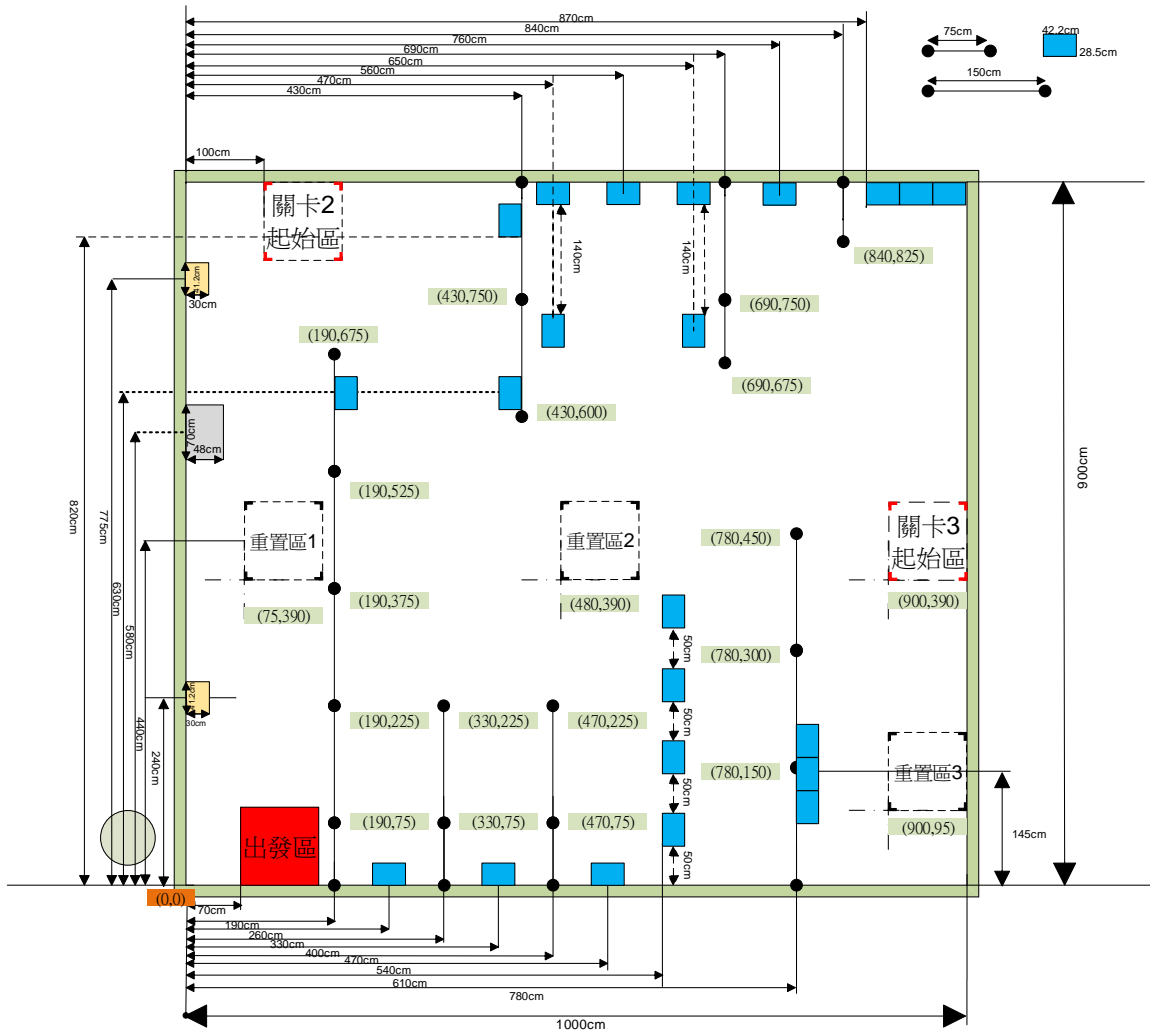 870cm
840cm
760cm
690cm
650cm
560cm
470cm
430cm
75cm
42.2cm
28.5cm
150cm
100cm
關卡2
起始區
140cm
140cm
(840,825)
41.2cm
30cm
(430,750)
(690,750)
(190,675)
(690,675)
(430,600)
70cm
48cm
900cm
(190,525)
820cm
775cm
630cm
580cm
440cm
240cm
重置區1
重置區2
(780,450)
關卡3
起始區
(75,390)
(190,375)
(480,390)
(900,390)
50cm
(780,300)
50cm
30cm
(190,225)
(330,225)
(470,225)
50cm
(780,150)
重置區3
(190,75)
(330,75)
(470,75)
50cm
(900,95)
145cm
出發區
(0,0)
70cm
190cm
260cm
330cm
400cm
470cm
540cm
610cm
780cm
1000cm